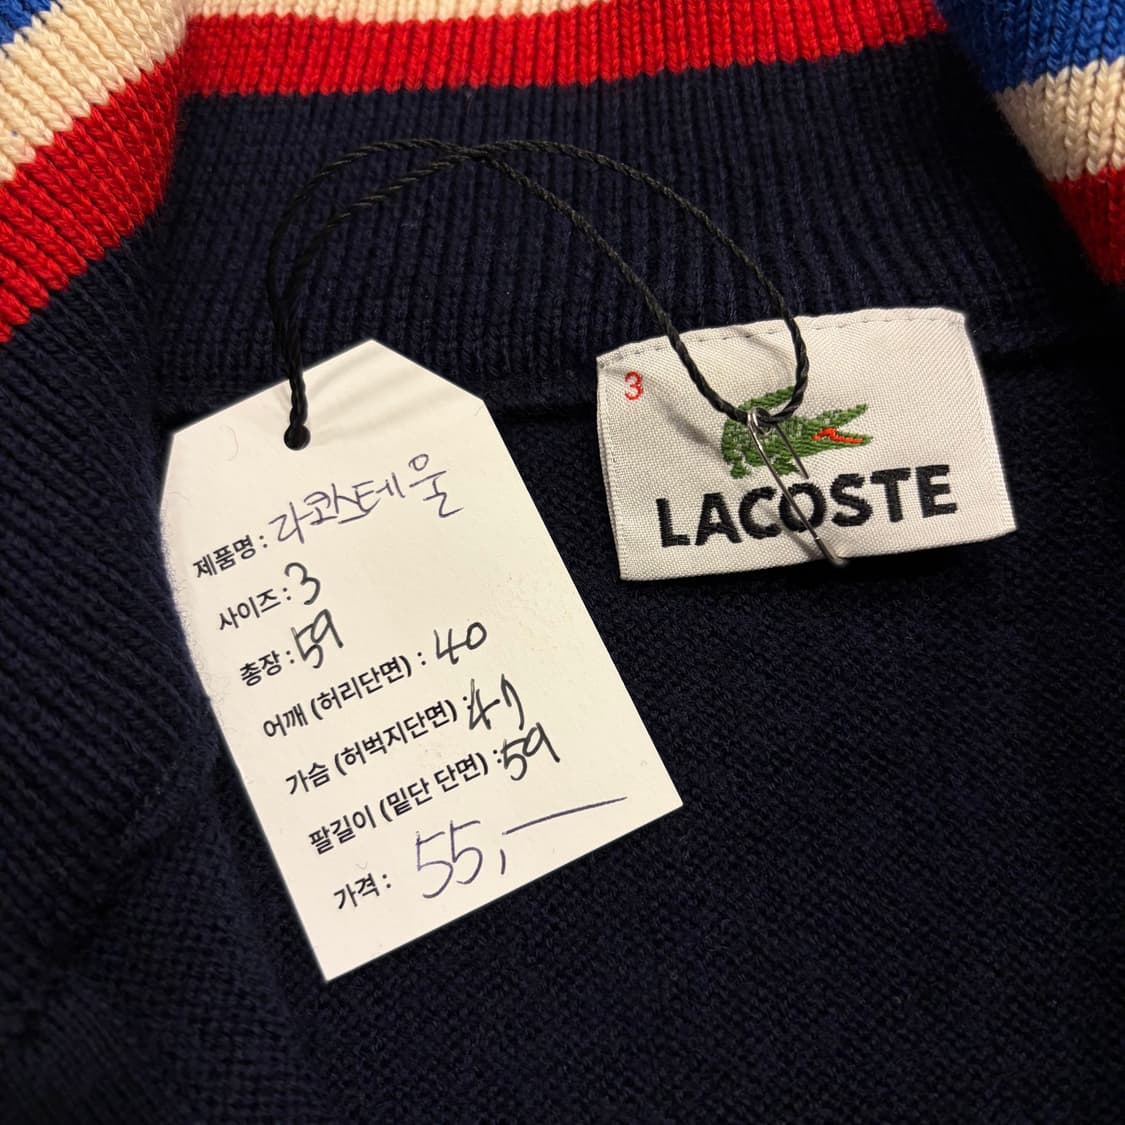 제품명 : 라콰스테 울
사이즈 : 3
총장 : 59
어깨 (허리단면) : 40
가슴 (허벅지단면) : 47
팔길이 (밑단 단면) : 59
가격 : 55,—
3
LACOSTE